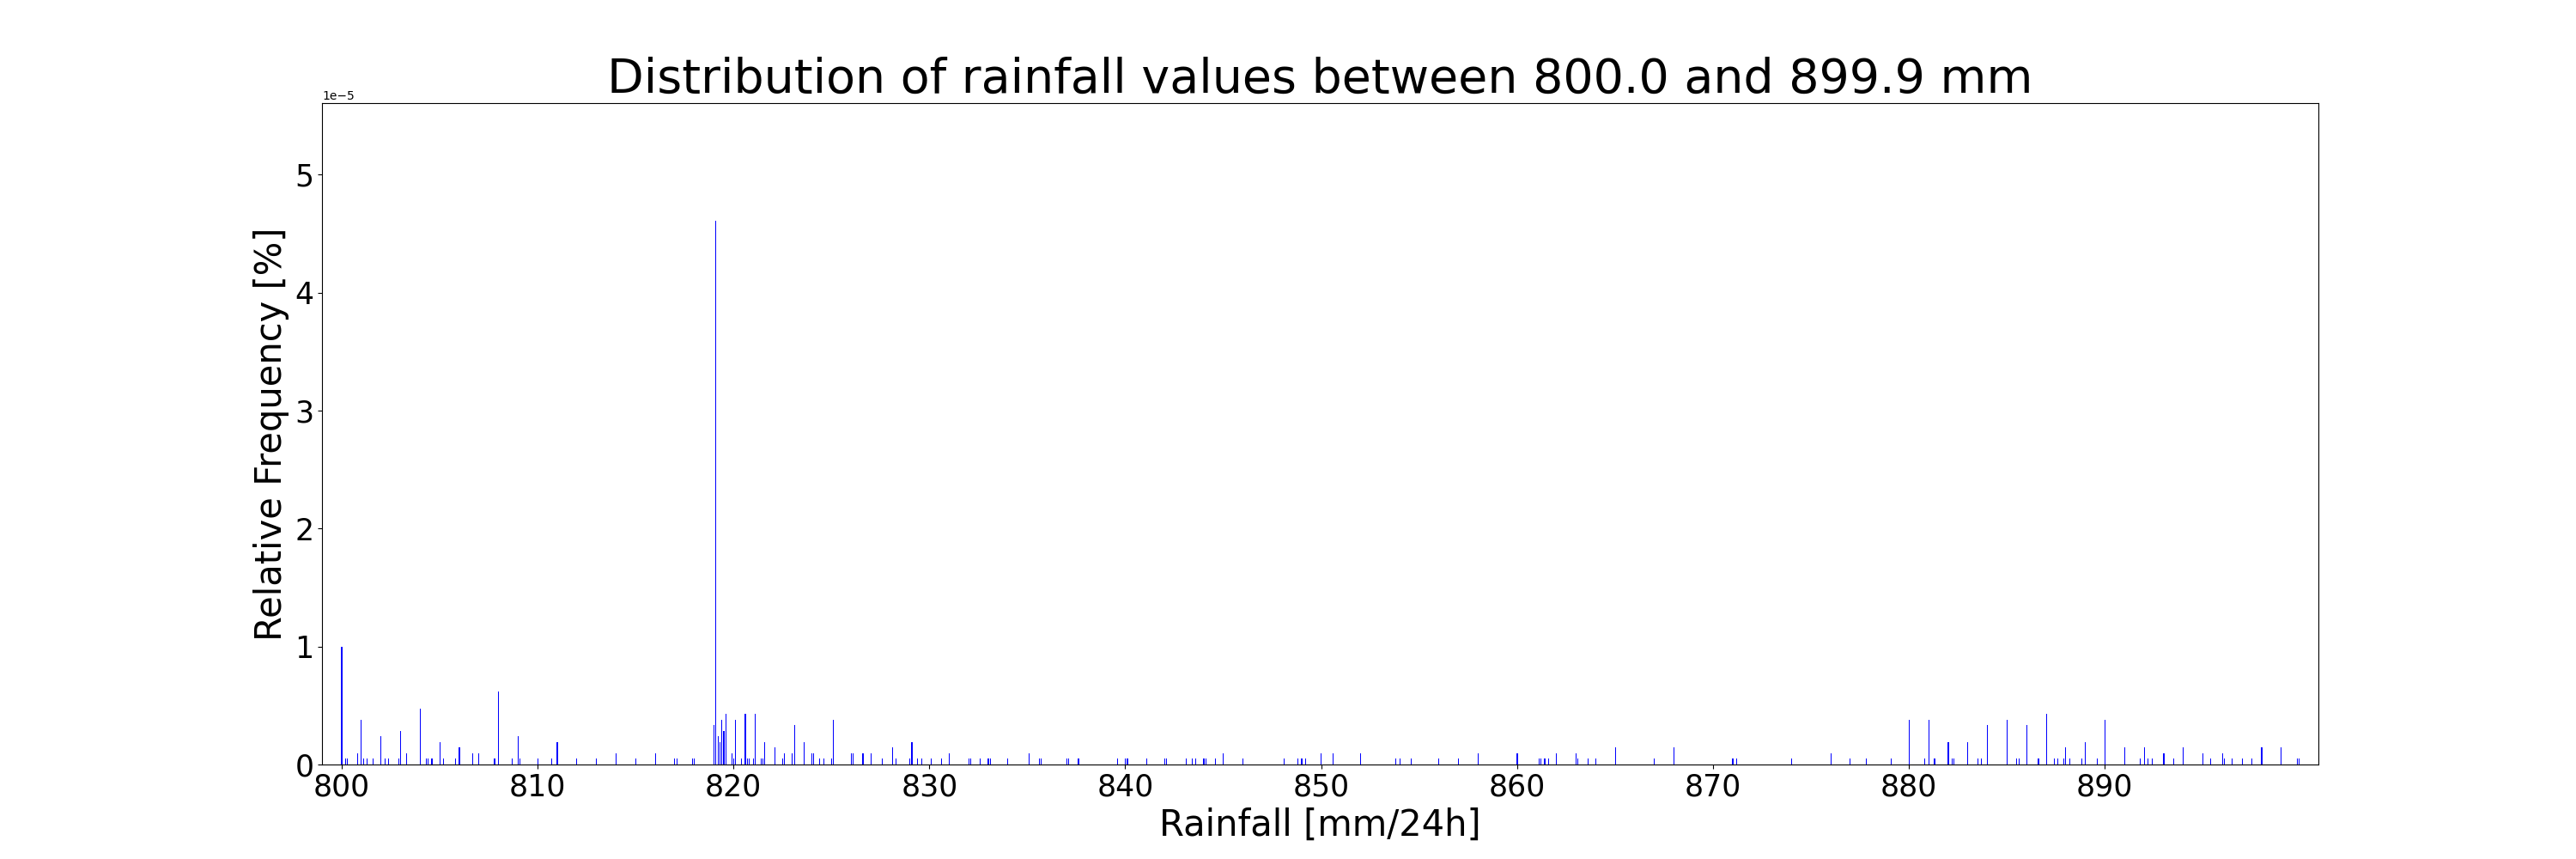 Distribution of rainfall values between 800.0 and 899.9 mm
1e−5
5
4
3
2
1
0
Relative Frequency [%]
800 810 820 830 840 850 860 870 880 890
Rainfall [mm/24h]